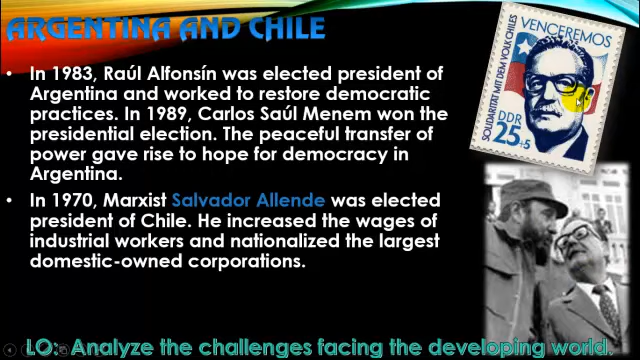 ARGENTINA AND CHILE
• In 1983, Raúl Alfonsín was elected president of
Argentina and worked to restore democratic
practices. In 1989, Carlos Saúl Menem won the
presidential election. The peaceful transfer of
power gave rise to hope for democracy in
Argentina.
• In 1970, Marxist Salvador Allende was elected
president of Chile. He increased the wages of
industrial workers and nationalized the largest
domestic-owned corporations.
VENCEREMOS
SOLIDARITÄT MIT DEM VOLK CHILES
DDR
25+5
LO: Analyze the challenges facing the developing world.